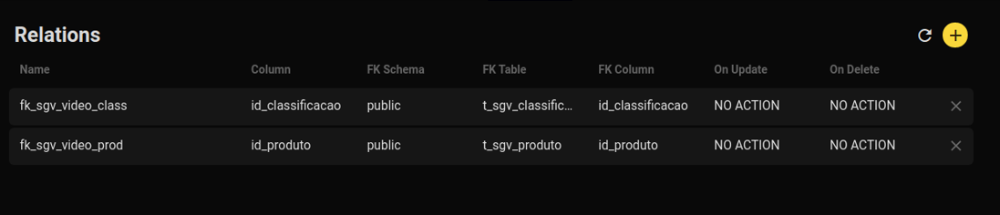 Relations
Name Column FK Schema FK Table FK Column On Update On Delete
fk_sgv_video_class id_classificacao public t_sgv_classific... id_classificacao NO ACTION NO ACTION
fk_sgv_video_prod id_produto public t_sgv_produto id_produto NO ACTION NO ACTION